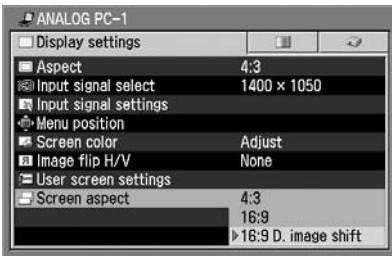 ANALOG PC-1
Display settings
Aspect 4:3
Input signal select 1400 × 1050
Input signal settings
Menu position
Screen color Adjust
Image flip H/V None
User screen settings
Screen aspect 4:3
16:9
16:9 D. image shift